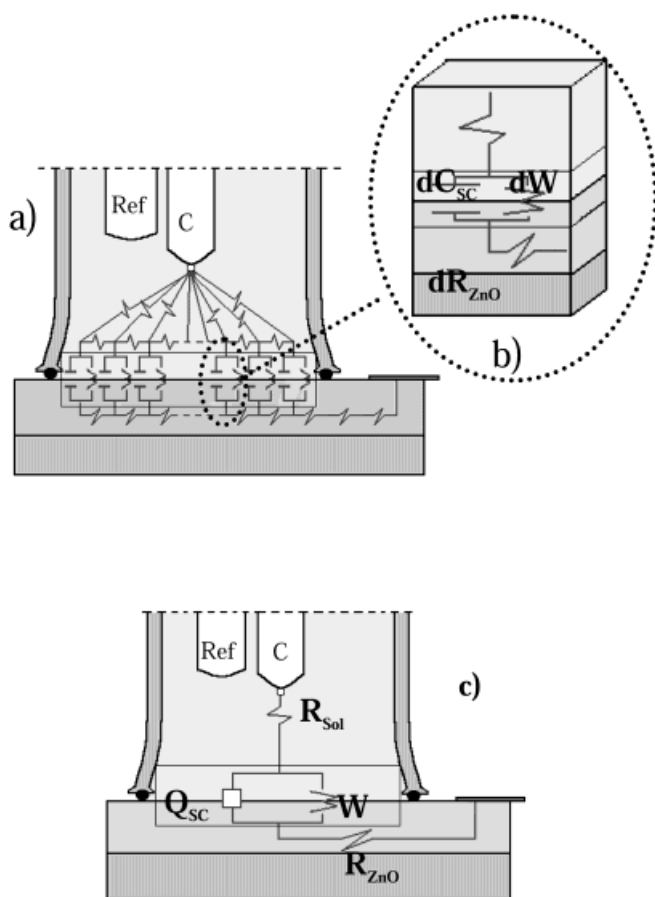 a)
Ref
C
dC_SC
dW
dR_ZnO
b)
Ref
C
c)
R_Sol
Q_SC
W
R_ZnO